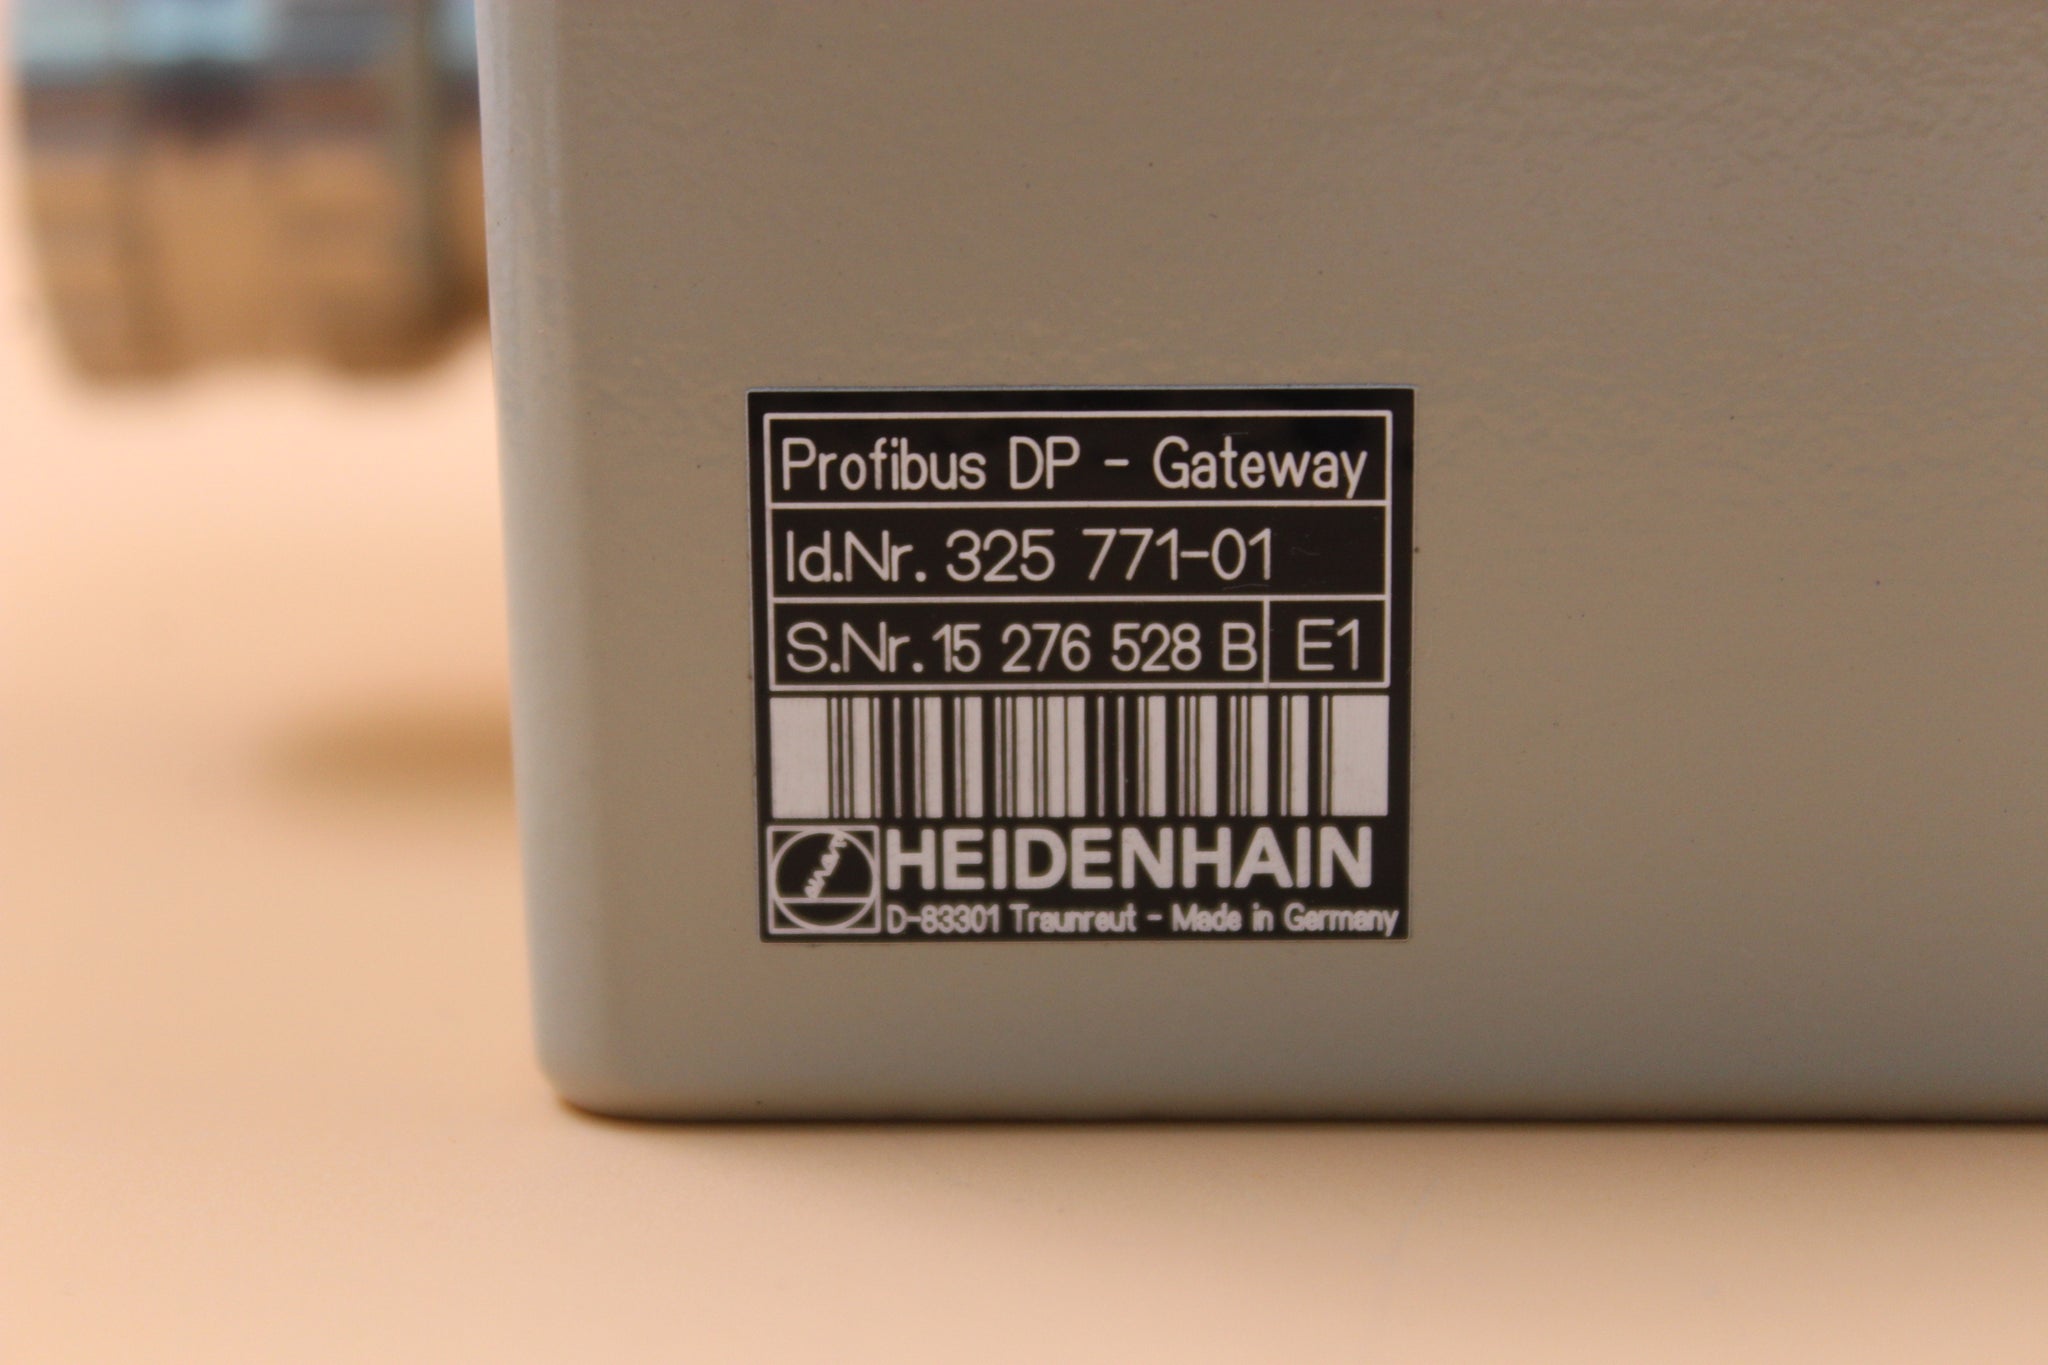 Profibus DP - Gateway
Id.Nr. 325 771-01
S.Nr. 15 276 528 B E1
HEIDENHAIN
D-83301 Traunreut - Made in Germany